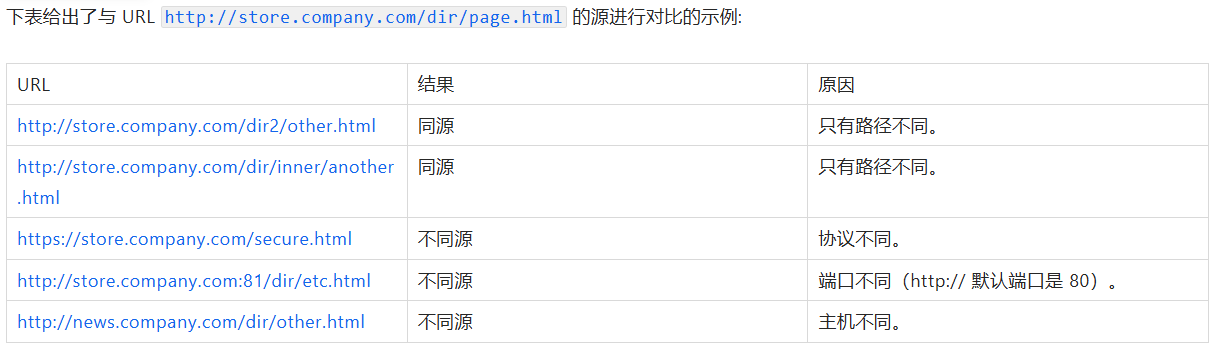 下表给出了与 URL http://store.company.com/dir/page.html 的源进行对比的示例:
URL 结果 原因
http://store.company.com/dir2/other.html 同源 只有路径不同。
http://store.company.com/dir/inner/another 同源 只有路径不同。
.html
https://store.company.com/secure.html 不同源 协议不同。
http://store.company.com:81/dir/etc.html 不同源 端口不同（http:// 默认端口是 80）。
http://news.company.com/dir/other.html 不同源 主机不同。